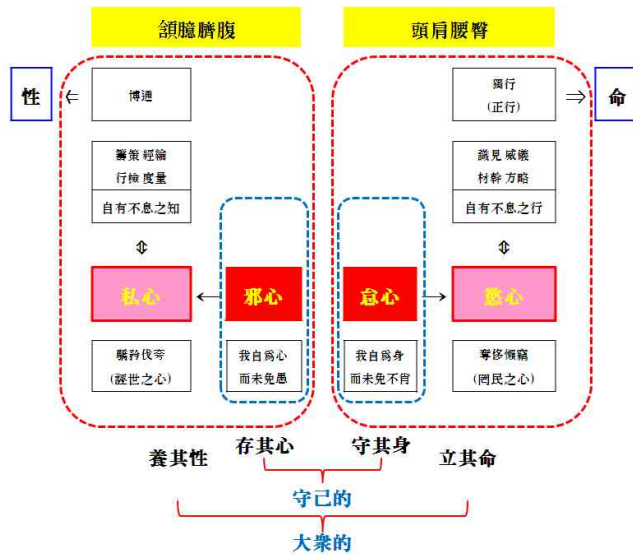 頷臆臍腹
頭肩腰臀
性
⇐
博通
獨行
(正行)
⇒
命
籌策 經綸
行檢 度量
自有不息之知
識見 威儀
材幹 方略
自有不息之行
私心
邪心
怠心
慾心
驕矜伐夸
(誣世之心)
我自爲心
而未免愚
我自爲身
而未免不肖
奪侈懶竊
(罔民之心)
養其性
存其心
守其身
立其命
守己的
大衆的